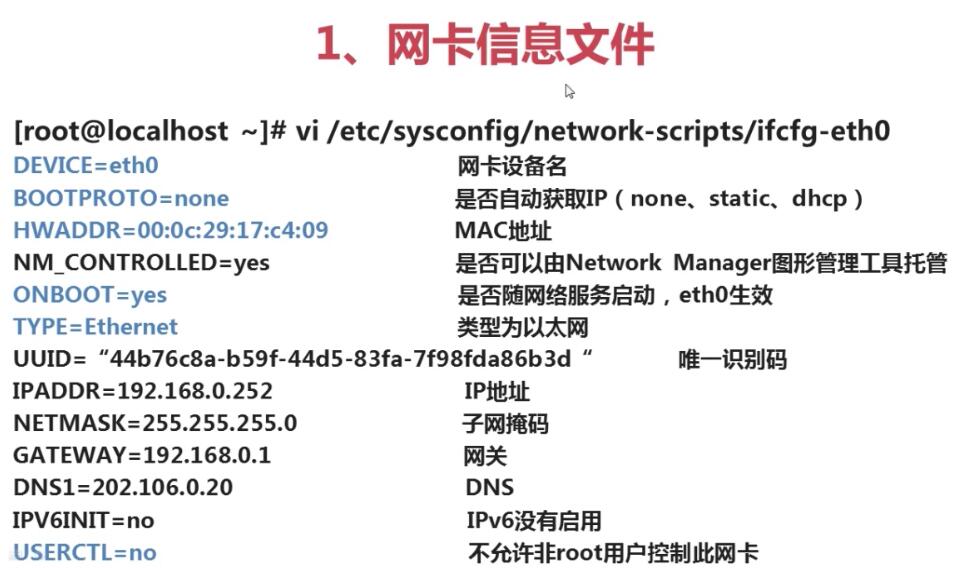 1、网卡信息文件
[root@localhost ~]# vi /etc/sysconfig/network-scripts/ifcfg-eth0
DEVICE=eth0 网卡设备名
BOOTPROTO=none 是否自动获取IP（none、static、dhcp）
HWADDR=00:0c:29:17:c4:09 MAC地址
NM_CONTROLLED=yes 是否可以由Network Manager图形管理工具托管
ONBOOT=yes 是否随网络服务启动，eth0生效
TYPE=Ethernet 类型为以太网
UUID=“44b76c8a-b59f-44d5-83fa-7f98fda86b3d“ 唯一识别码
IPADDR=192.168.0.252 IP地址
NETMASK=255.255.255.0 子网掩码
GATEWAY=192.168.0.1 网关
DNS1=202.106.0.20 DNS
IPV6INIT=no IPv6没有启用
USERCTL=no 不允许非root用户控制此网卡